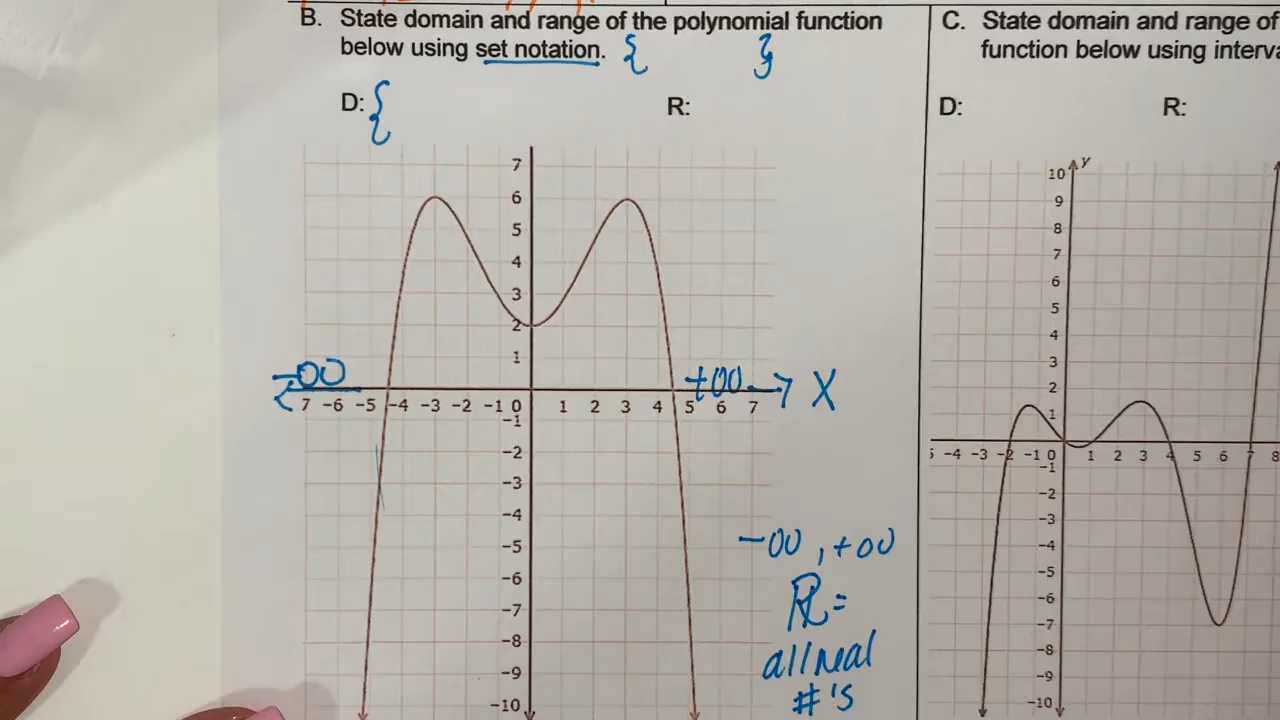 B. State domain and range of the polynomial function
below using set notation. { }
D: { R:
7
6
5
4
3
2
1
-∞ +∞ → X
7 -6 -5 -4 -3 -2 -1 0 1 2 3 4 5 6 7
-1
-2
-3
-4
-5
-6
-7
-8
-9
-10
-∞, +∞
ℝ =
all real
#'s
C. State domain and range of
function below using
D: R:
y
10
9
8
7
6
5
4
3
2
1
-4 -3 -2 -1 0 1 2 3 4 5 6 7 8
-1
-2
-3
-4
-5
-6
-7
-8
-9
-10